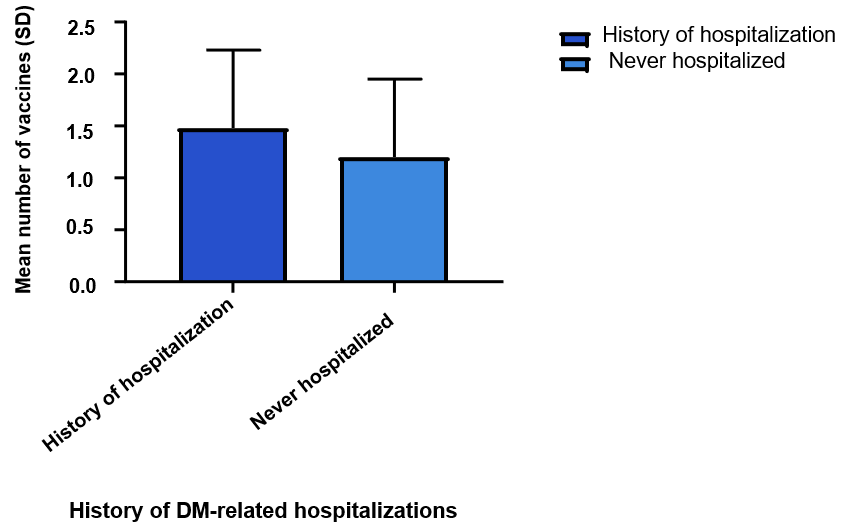 Mean number of vaccines (SD)
2.5
2.0
1.5
1.0
0.5
0.0
History of hospitalization
Never hospitalized
History of DM-related hospitalizations
History of hospitalization
Never hospitalized